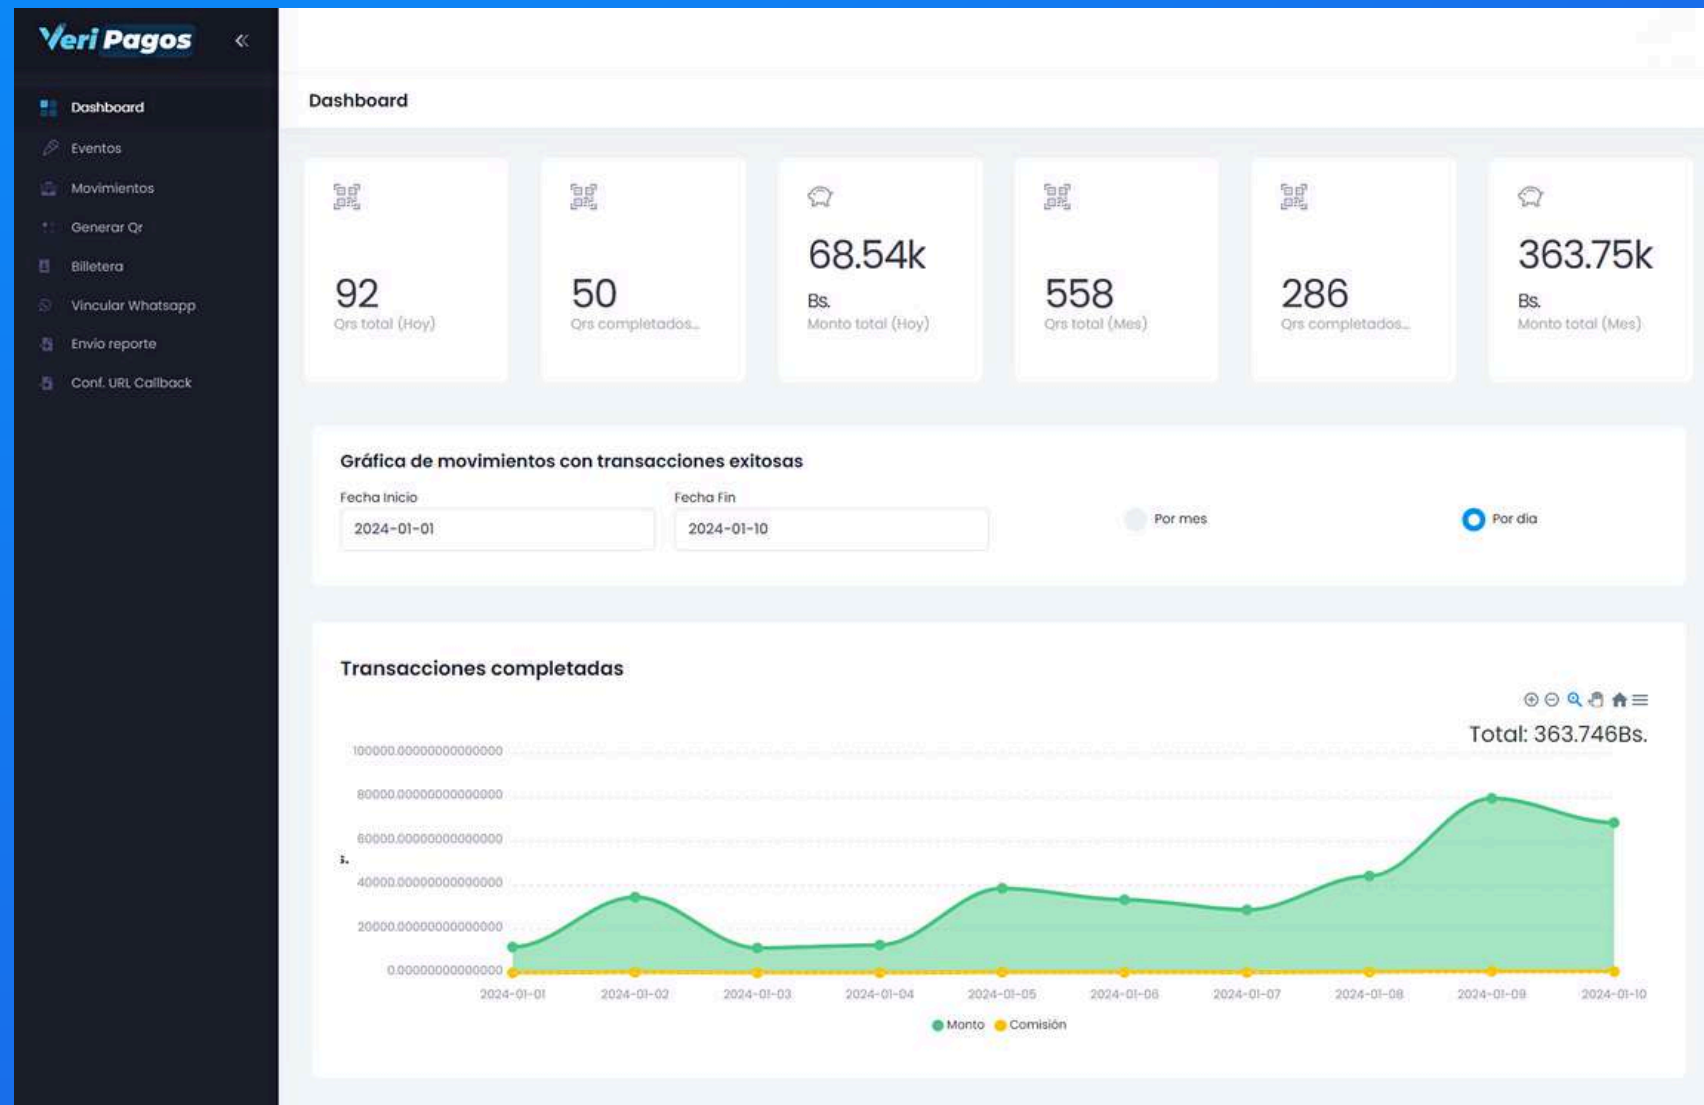 Veri Pagos
Dashboard
Eventos
Movimientos
Generar Qr
Billetera
Vincular Whatsapp
Envio reporte
Conf. URL Callback
Dashboard
92
Qrs total (Hoy)
50
Qrs completados...
68.54k
Bs.
Monto total (Hoy)
558
Qrs total (Mes)
286
Qrs completados...
363.75k
Bs.
Monto total (Mes)
Gráfica de movimientos con transacciones exitosas
Fecha Inicio
2024-01-01
Fecha Fin
2024-01-10
Por mes
Por día
Transacciones completadas
Total: 363.746Bs.
100000.00000000000000
80000.00000000000000
60000.00000000000000
s.
40000.00000000000000
20000.00000000000000
0.00000000000000
2024-01-01 2024-01-02 2024-01-03 2024-01-04 2024-01-05 2024-01-06 2024-01-07 2024-01-08 2024-01-09 2024-01-10
Monto Comisión